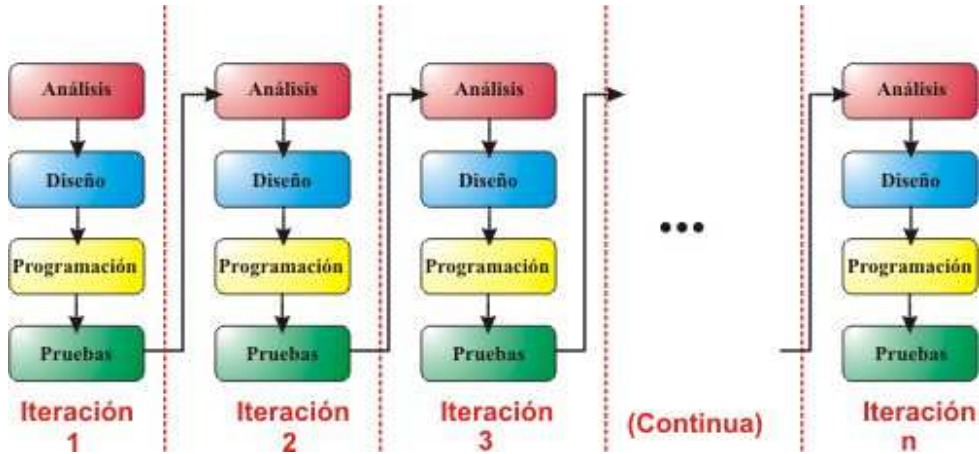 Análisis
Diseño
Programación
Pruebas
Iteración
1
Análisis
Diseño
Programación
Pruebas
Iteración
2
Análisis
Diseño
Programación
Pruebas
Iteración
3
...
(Continua)
Análisis
Diseño
Programación
Pruebas
Iteración
n